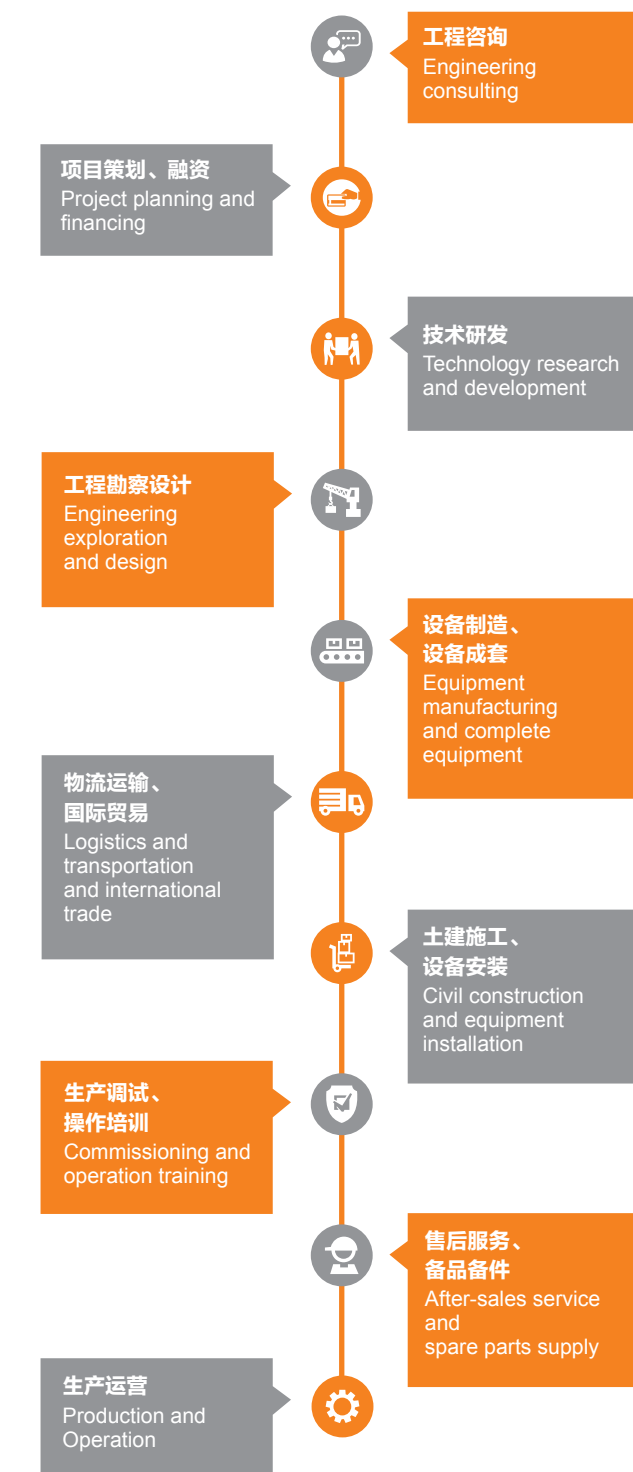 工程咨询
Engineering
consulting
项目策划、融资
Project planning and
financing
技术研发
Technology research
and development
工程勘察设计
Engineering
exploration
and design
设备制造、
设备成套
Equipment
manufacturing
and complete
equipment
物流运输、
国际贸易
Logistics and
transportation
and international
trade
土建施工、
设备安装
Civil construction
and equipment
installation
生产调试、
操作培训
Commissioning and
operation training
售后服务、
备品备件
After-sales service
and
spare parts supply
生产运营
Production and
Operation